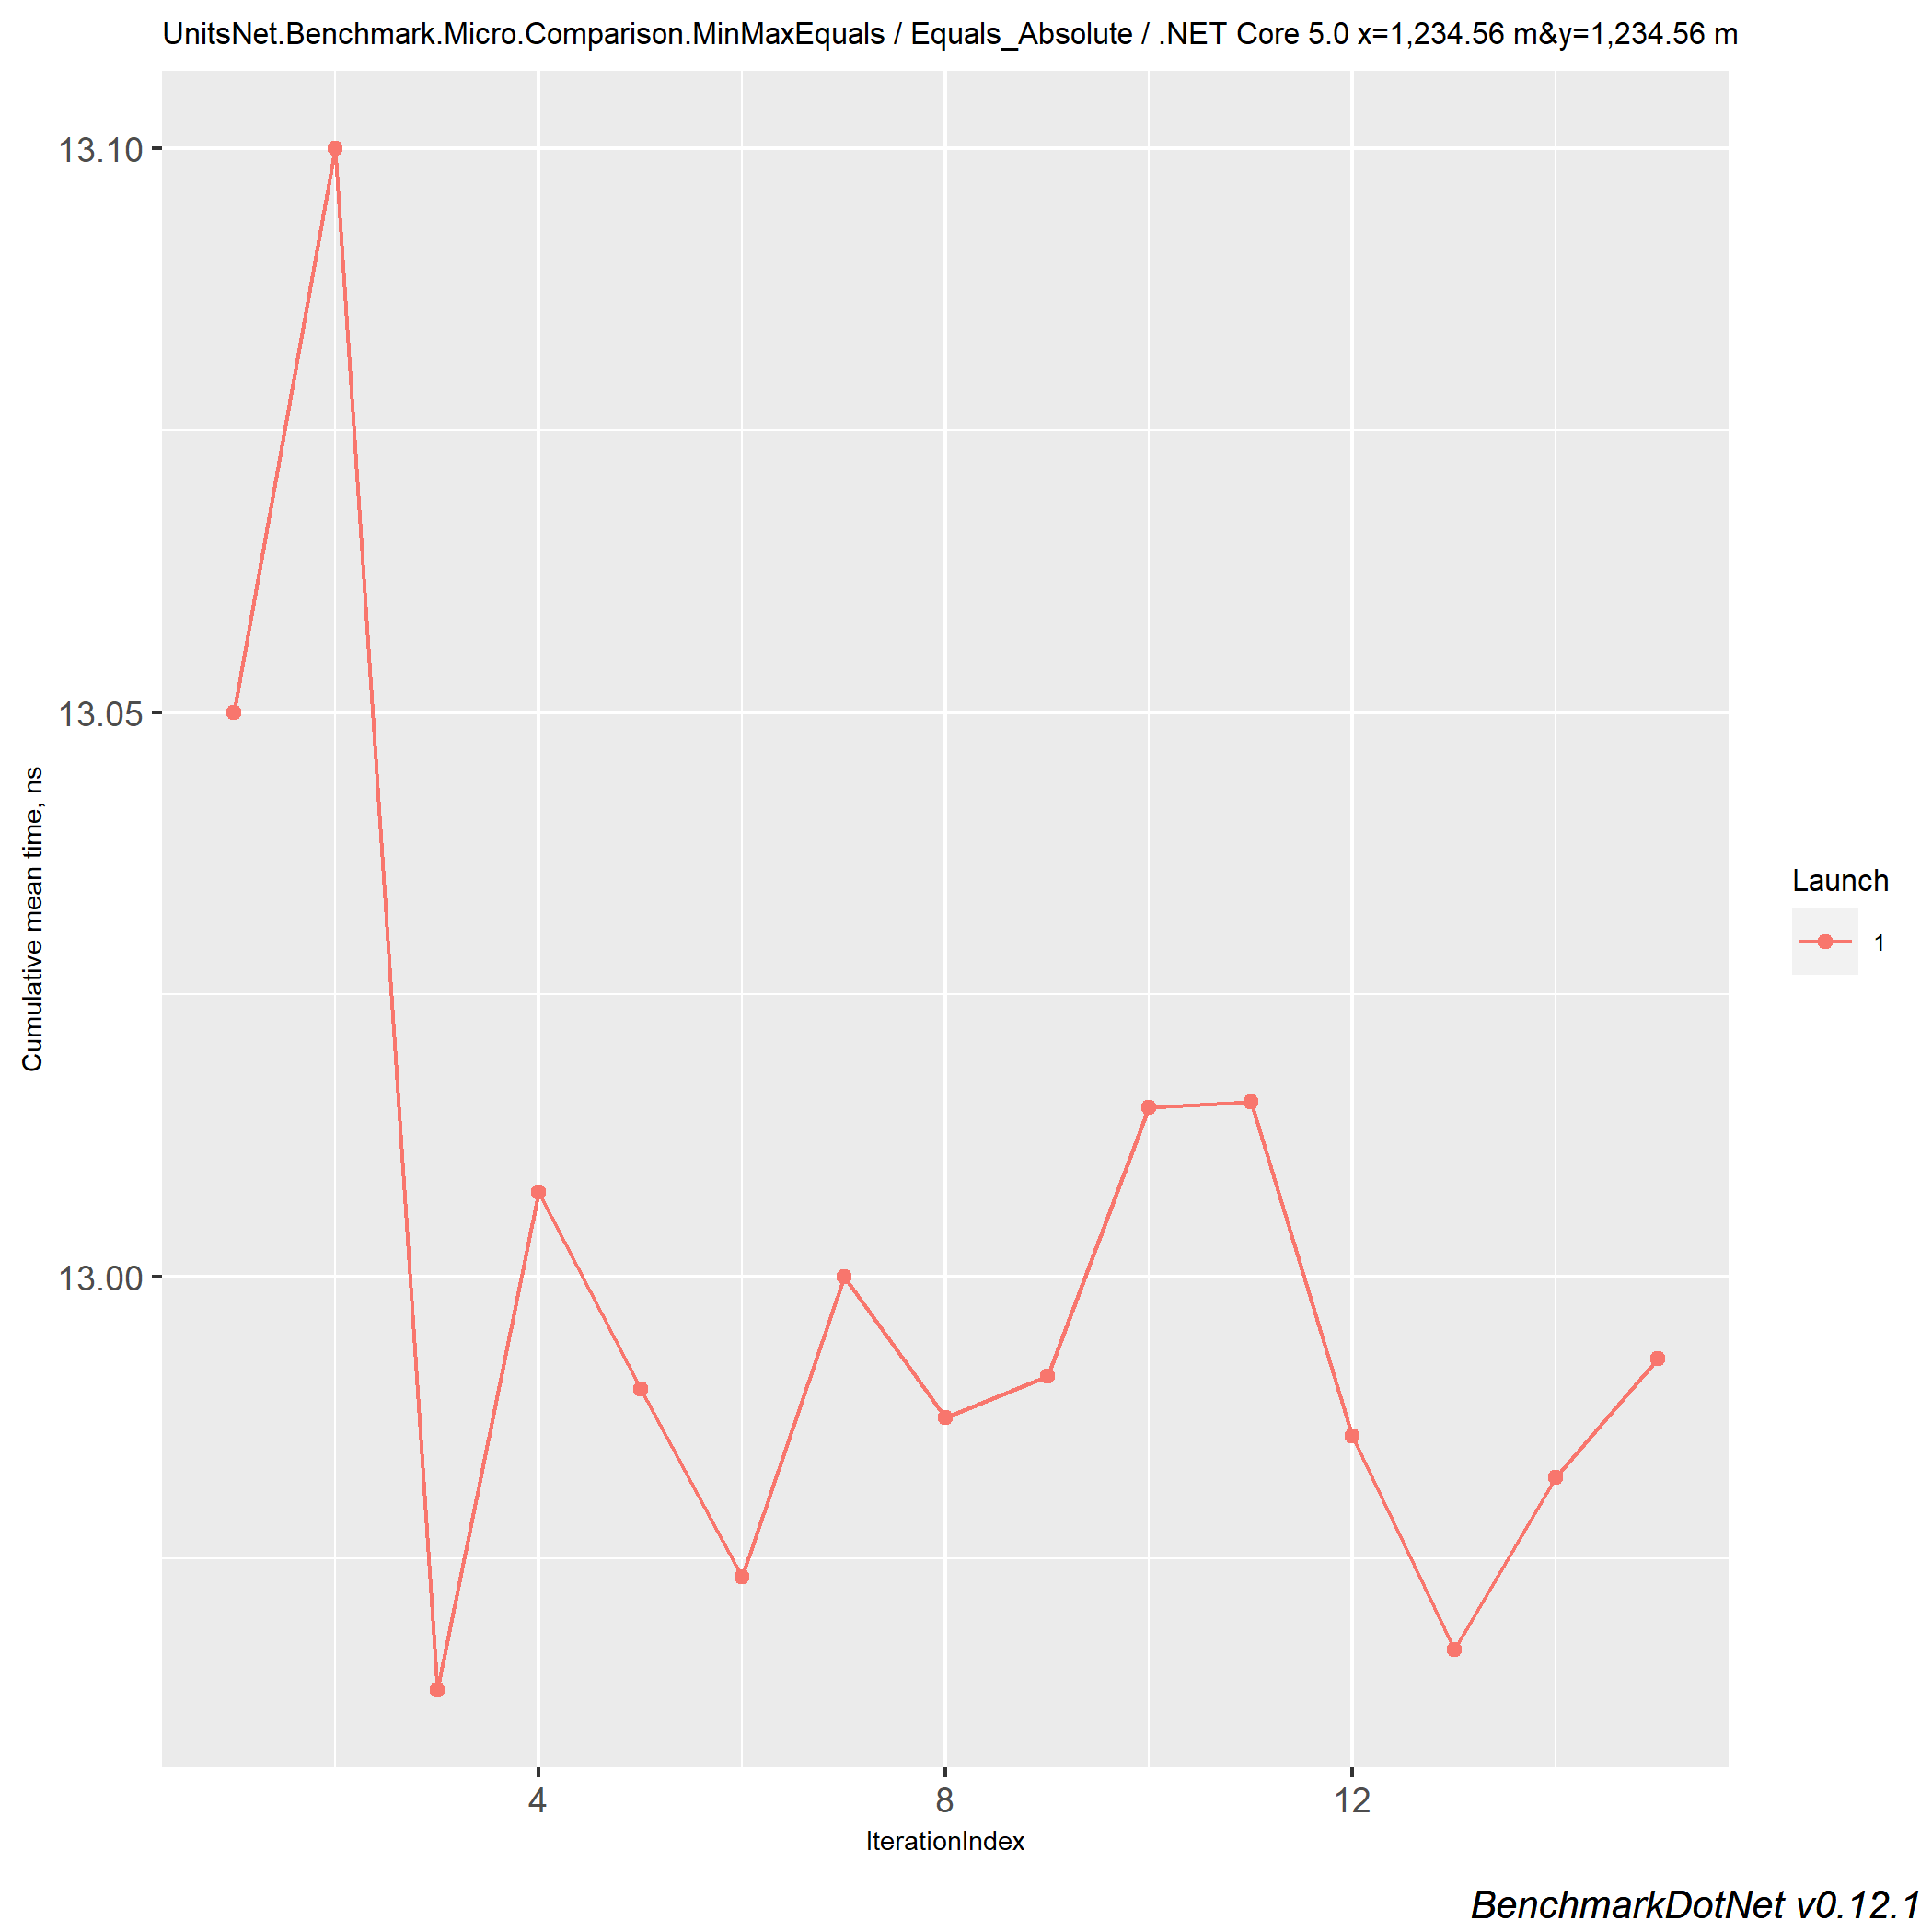 UnitsNet.Benchmark.Micro.Comparison.MinMaxEquals / Equals_Absolute / .NET Core 5.0 x=1,234.56 m&y=1,234.56 m
13.10
13.05
13.00
Cumulative mean time, ns
4
8
12
IterationIndex
Launch
1
BenchmarkDotNet v0.12.1